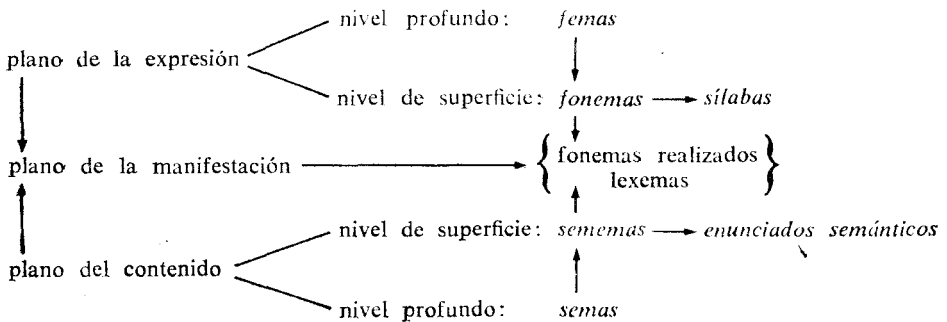 nivel profundo: femas
plano de la expresión
nivel de superficie: fonemas sílabas
plano de la manifestación { fonemas realizados
lexemas }
nivel de superficie: sememas enunciados semánticos
plano del contenido
nivel profundo: semas